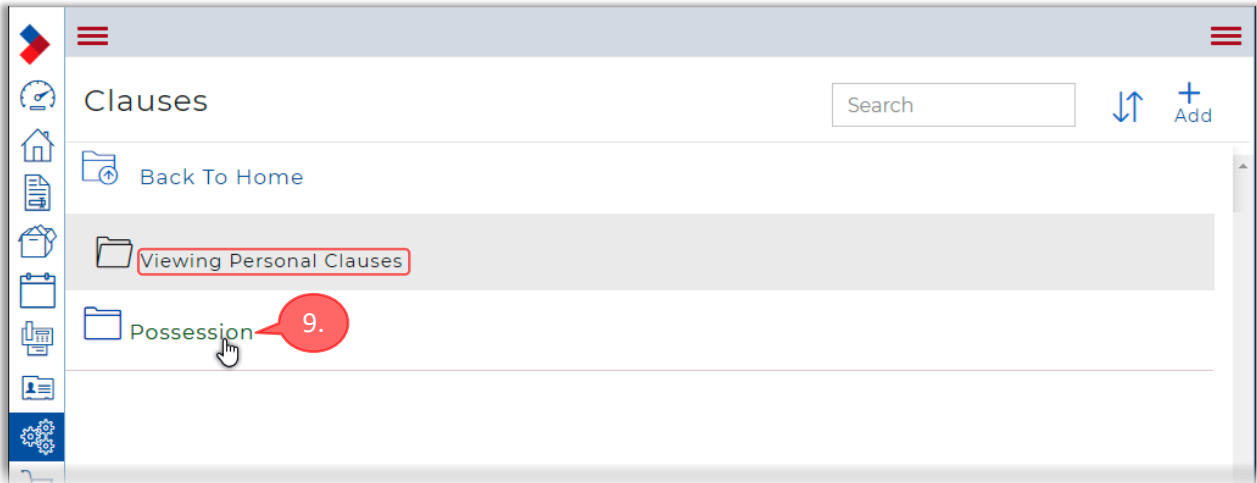 Clauses
Search
Add
Back To Home
Viewing Personal Clauses
Possession
9.